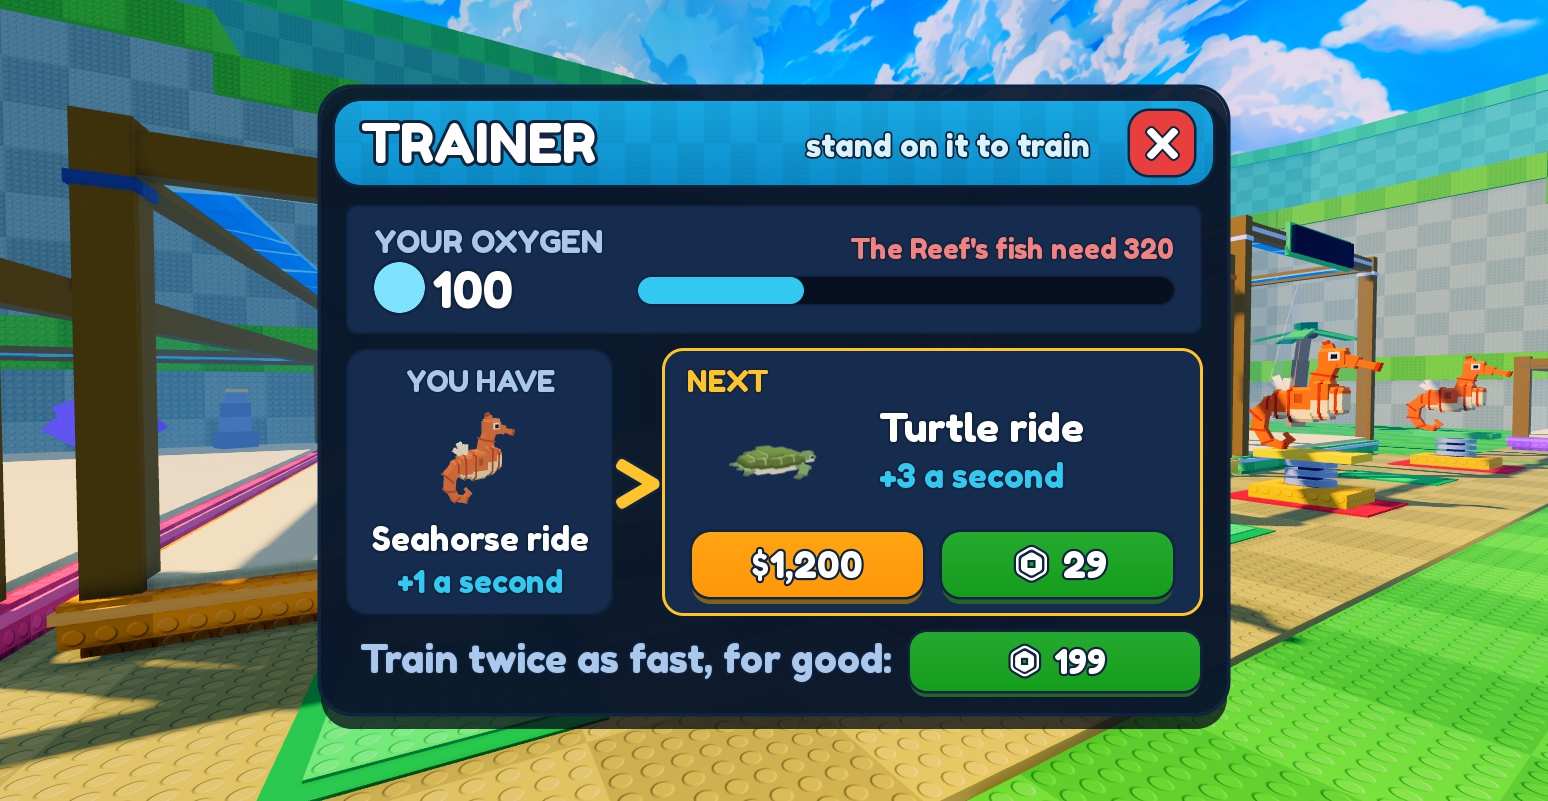 TRAINER
stand on it to train
YOUR OXYGEN
100
The Reef's fish need 320
YOU HAVE
Seahorse ride
+1 a second
NEXT
Turtle ride
+3 a second
$1,200
29
Train twice as fast, for good:
199